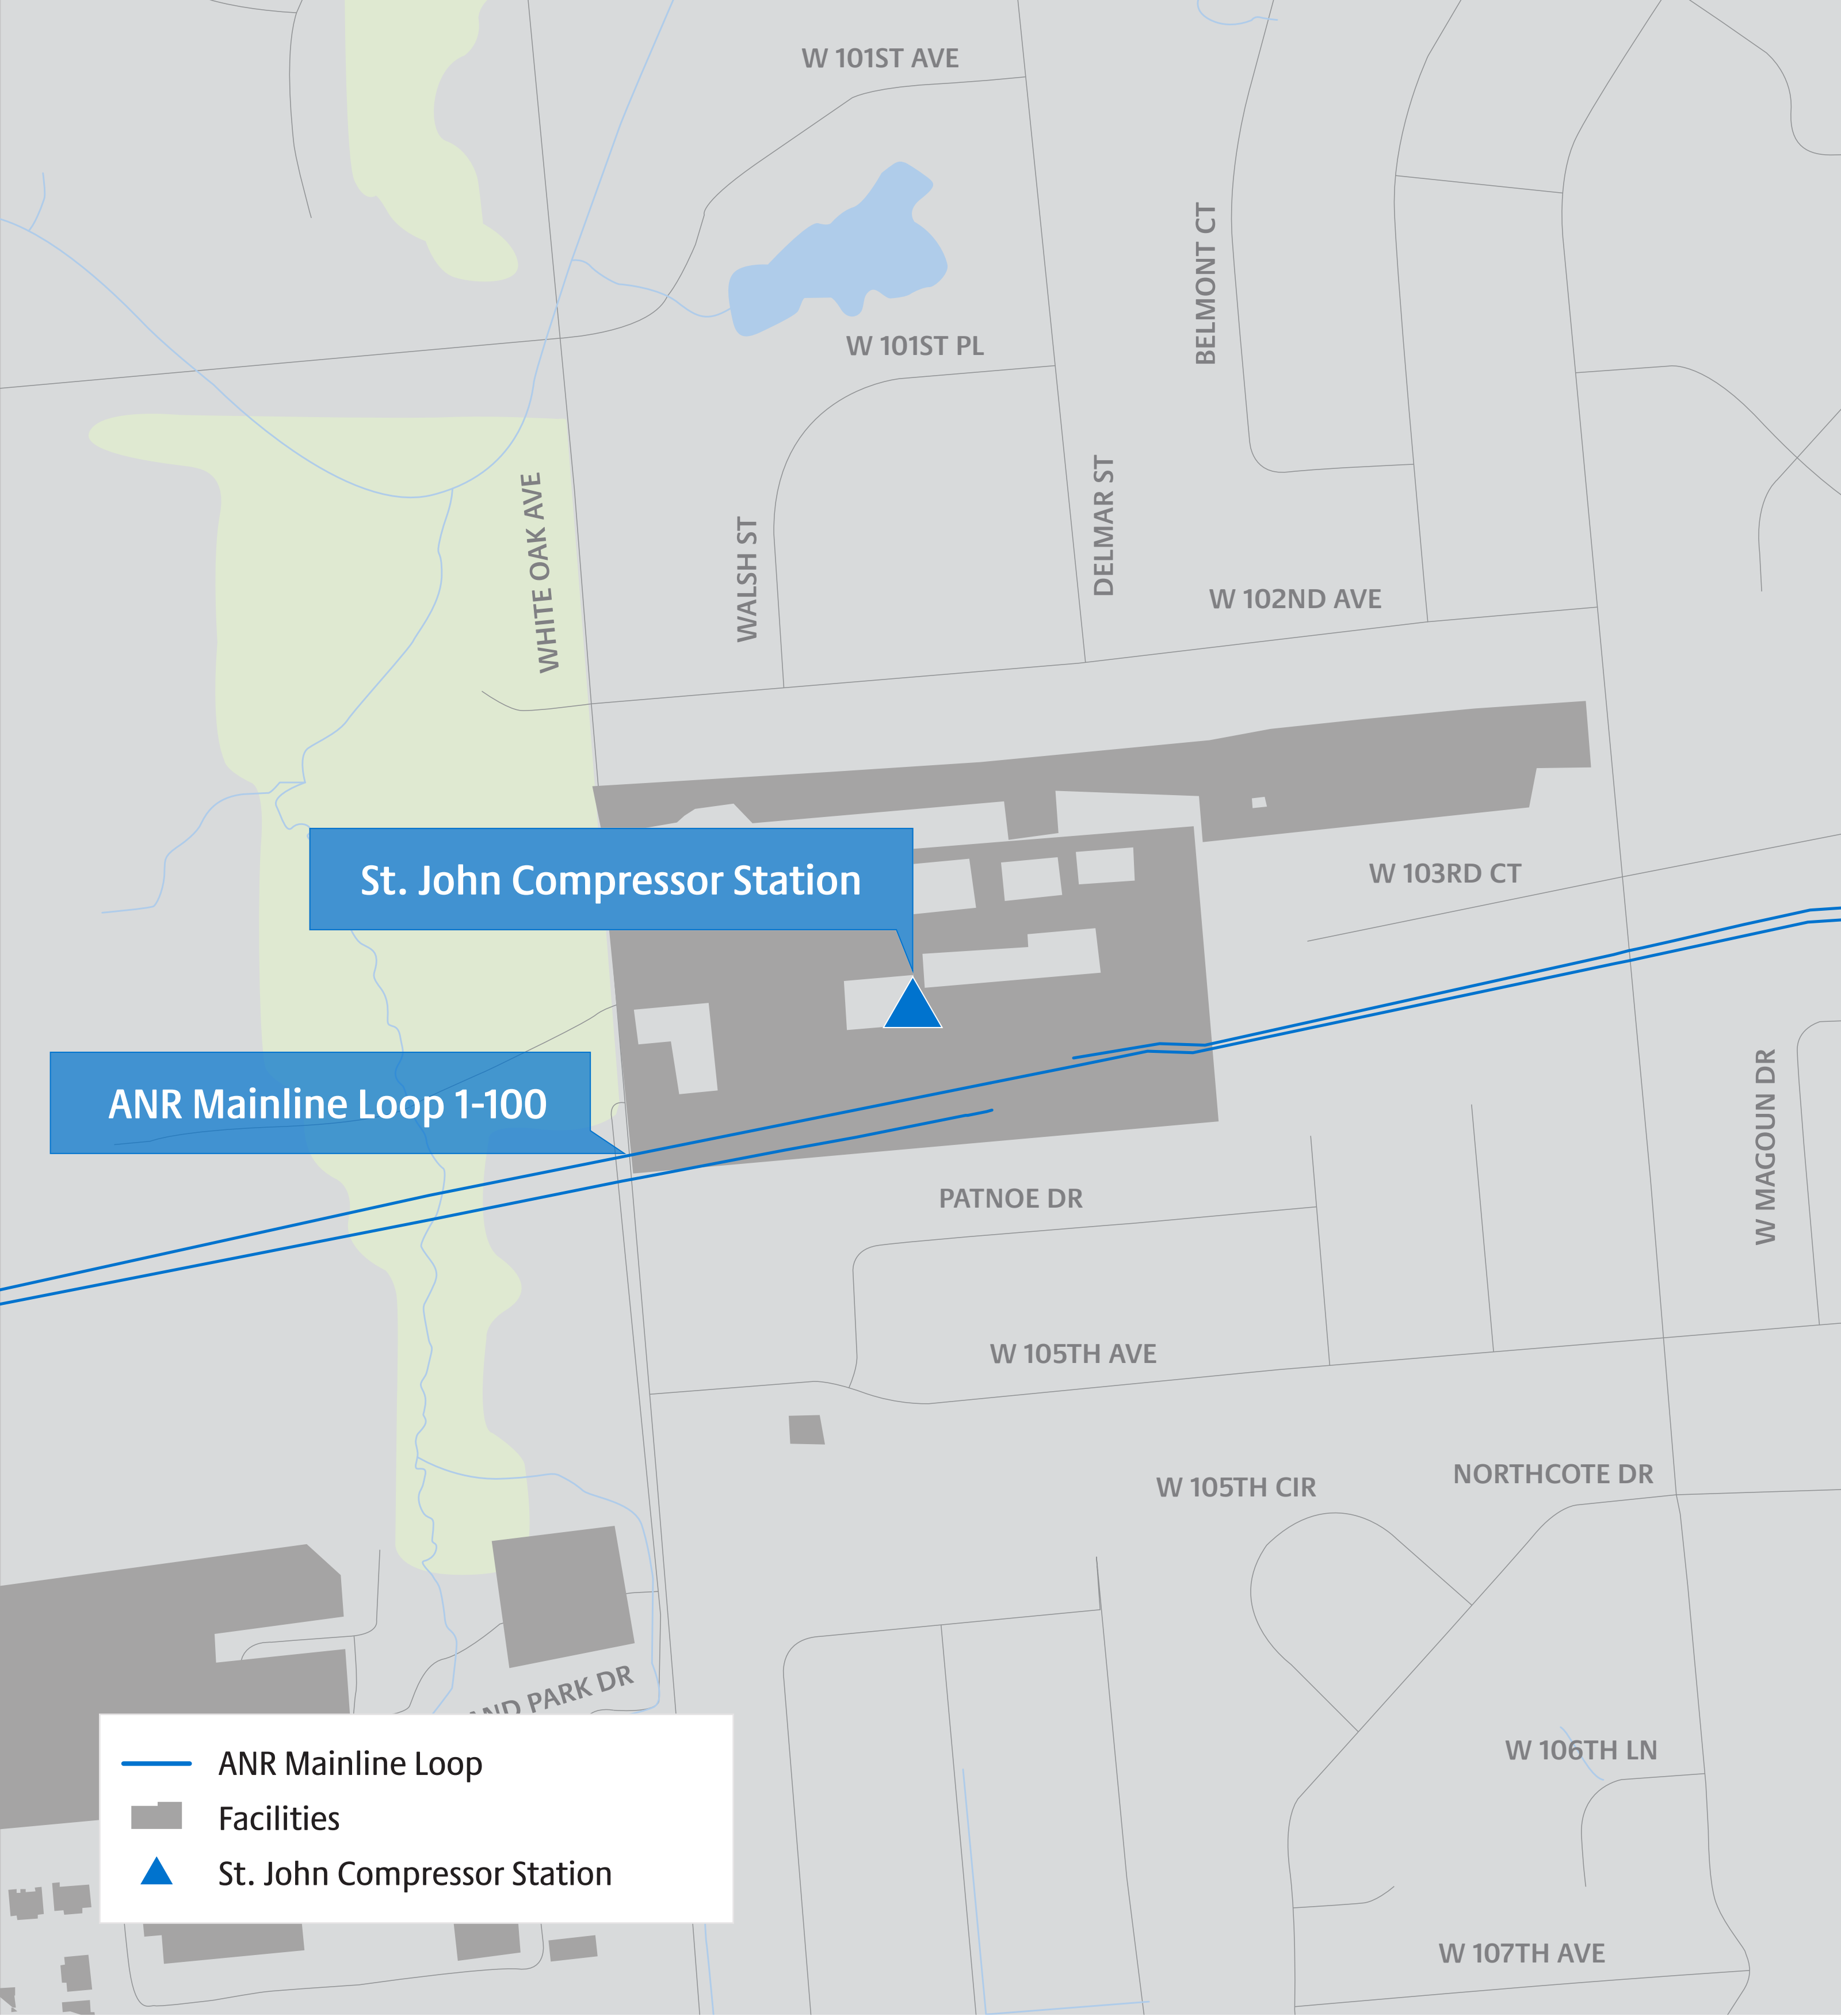 W 101ST AVE
BELMONT CT
W 101ST PL
WHITE OAK AVE
DELMAR ST
WALSH ST
W 102ND AVE
St. John Compressor Station
W 103RD CT
ANR Mainline Loop 1-100
W MAGOUN DR
PATNOE DR
W 105TH AVE
NORTHCOTE DR
W 105TH CIR
PARK DR
W 106TH LN
ANR Mainline Loop
Facilities
St. John Compressor Station
W 107TH AVE